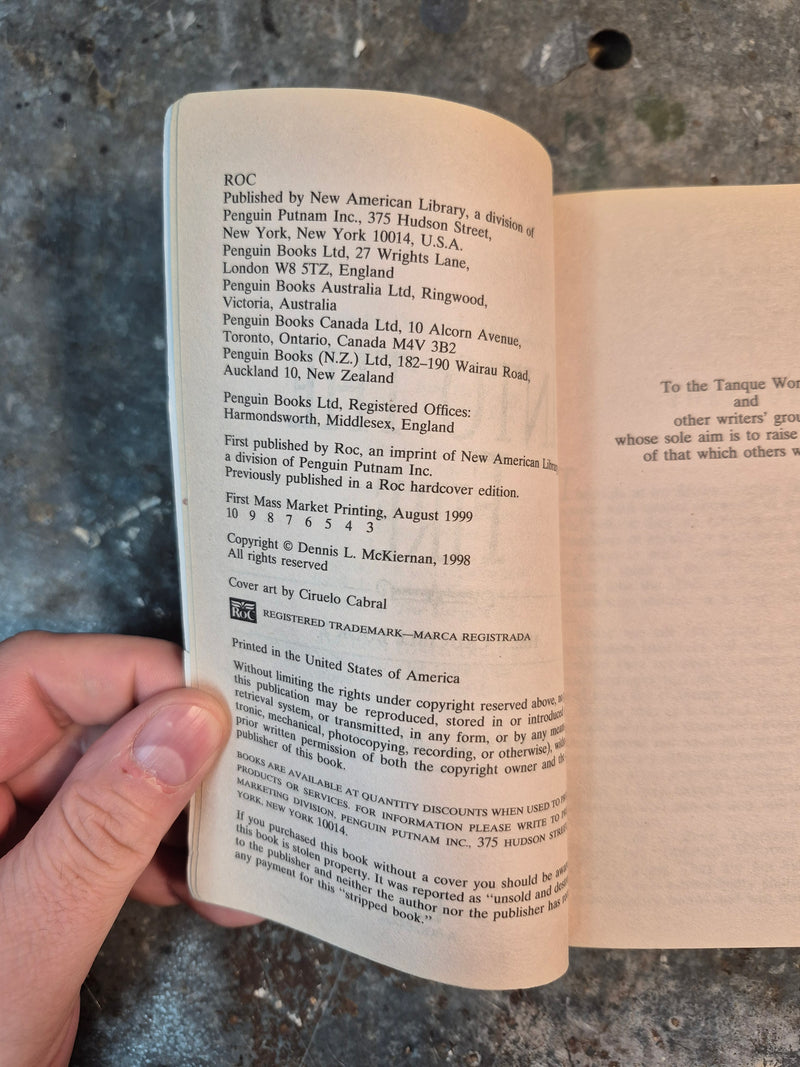 ROC
Published by New American Library, a division of
Penguin Putnam Inc., 375 Hudson Street,
New York, New York 10014, U.S.A.
Penguin Books Ltd, 27 Wrights Lane,
London W8 5TZ, England
Penguin Books Australia Ltd, Ringwood,
Victoria, Australia
Penguin Books Canada Ltd, 10 Alcorn Avenue,
Toronto, Ontario, Canada M4V 3B2
Penguin Books (N.Z.) Ltd, 182–190 Wairau Road,
Auckland 10, New Zealand
Penguin Books Ltd, Registered Offices:
Harmondsworth, Middlesex, England
First published by Roc, an imprint of New American
a division of Penguin Putnam Inc.
Previously published in a Roc hardcover edition.
First Mass Market Printing, August 1999
10 9 8 7 6 5 4 3
Copyright © Dennis L. McKiernan, 1998
All rights reserved
Cover art by Ciruelo Cabral
ROC REGISTERED TRADEMARK—MARCA REGISTRADA
Printed in the United States of America
Without limiting the rights under copyright reserved above,
this publication may be reproduced, stored in or
retrieval system, or transmitted, in any form, or by any
tronic, mechanical, photocopying, recording, or otherwise),
prior written permission of both the copyright owner and the
publisher of this book.
BOOKS ARE AVAILABLE AT QUANTITY DISCOUNTS WHEN USED TO
PRODUCTS OR SERVICES. FOR INFORMATION PLEASE WRITE TO
MARKETING DIVISION, PENGUIN PUTNAM INC., 375 HUDSON
YORK, NEW YORK 10014.
If you purchased this book without a cover you should be
this book is stolen property. It was reported as "unsold and
to the publisher and neither the author nor the publisher has
any payment for this "stripped book."
To the Tanque
and
other writers'
whose sole aim is to raise
of that which others